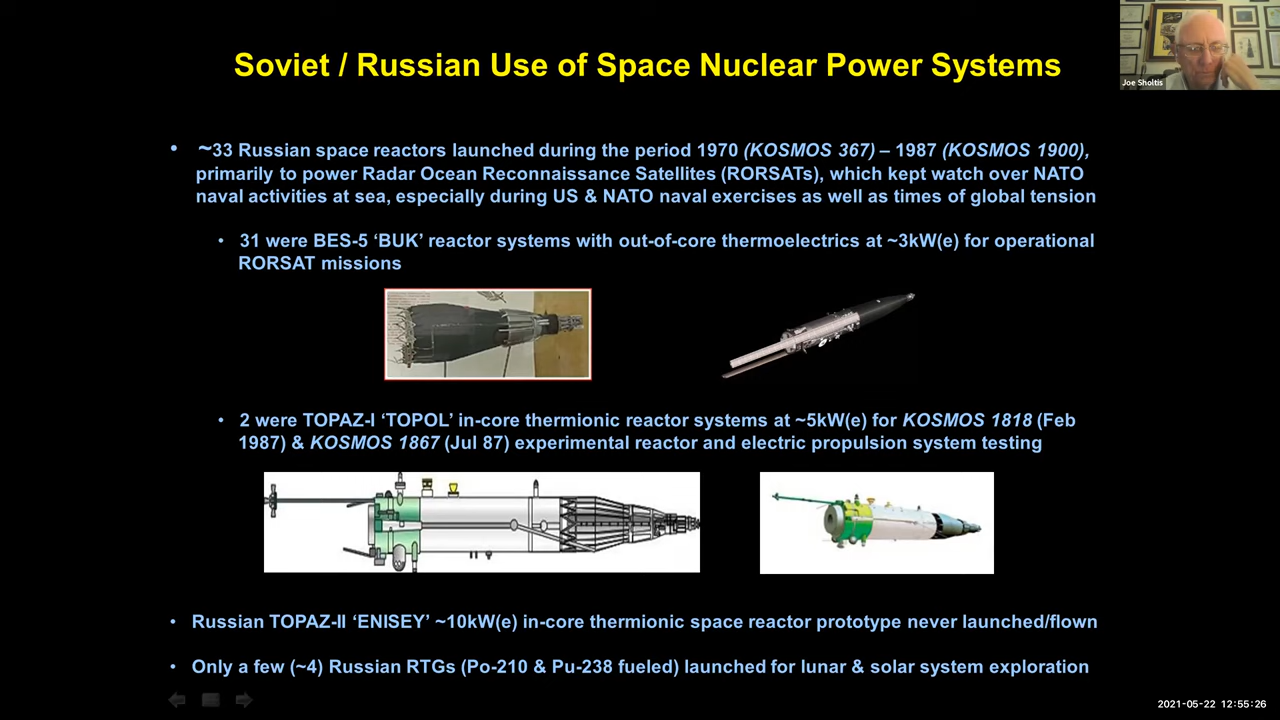 Soviet / Russian Use of Space Nuclear Power Systems
Joe Sholtis
• ~33 Russian space reactors launched during the period 1970 (KOSMOS 367) – 1987 (KOSMOS 1900),
primarily to power Radar Ocean Reconnaissance Satellites (RORSATs), which kept watch over NATO
naval activities at sea, especially during US & NATO naval exercises as well as times of global tension
• 31 were BES-5 ‘BUK’ reactor systems with out-of-core thermoelectrics at ~3kW(e) for operational
RORSAT missions
• 2 were TOPAZ-I ‘TOPOL’ in-core thermionic reactor systems at ~5kW(e) for KOSMOS 1818 (Feb
1987) & KOSMOS 1867 (Jul 87) experimental reactor and electric propulsion system testing
• Russian TOPAZ-II ‘ENISEY’ ~10kW(e) in-core thermionic space reactor prototype never launched/flown
• Only a few (~4) Russian RTGs (Po-210 & Pu-238 fueled) launched for lunar & solar system exploration
2021-05-22 12:55:26